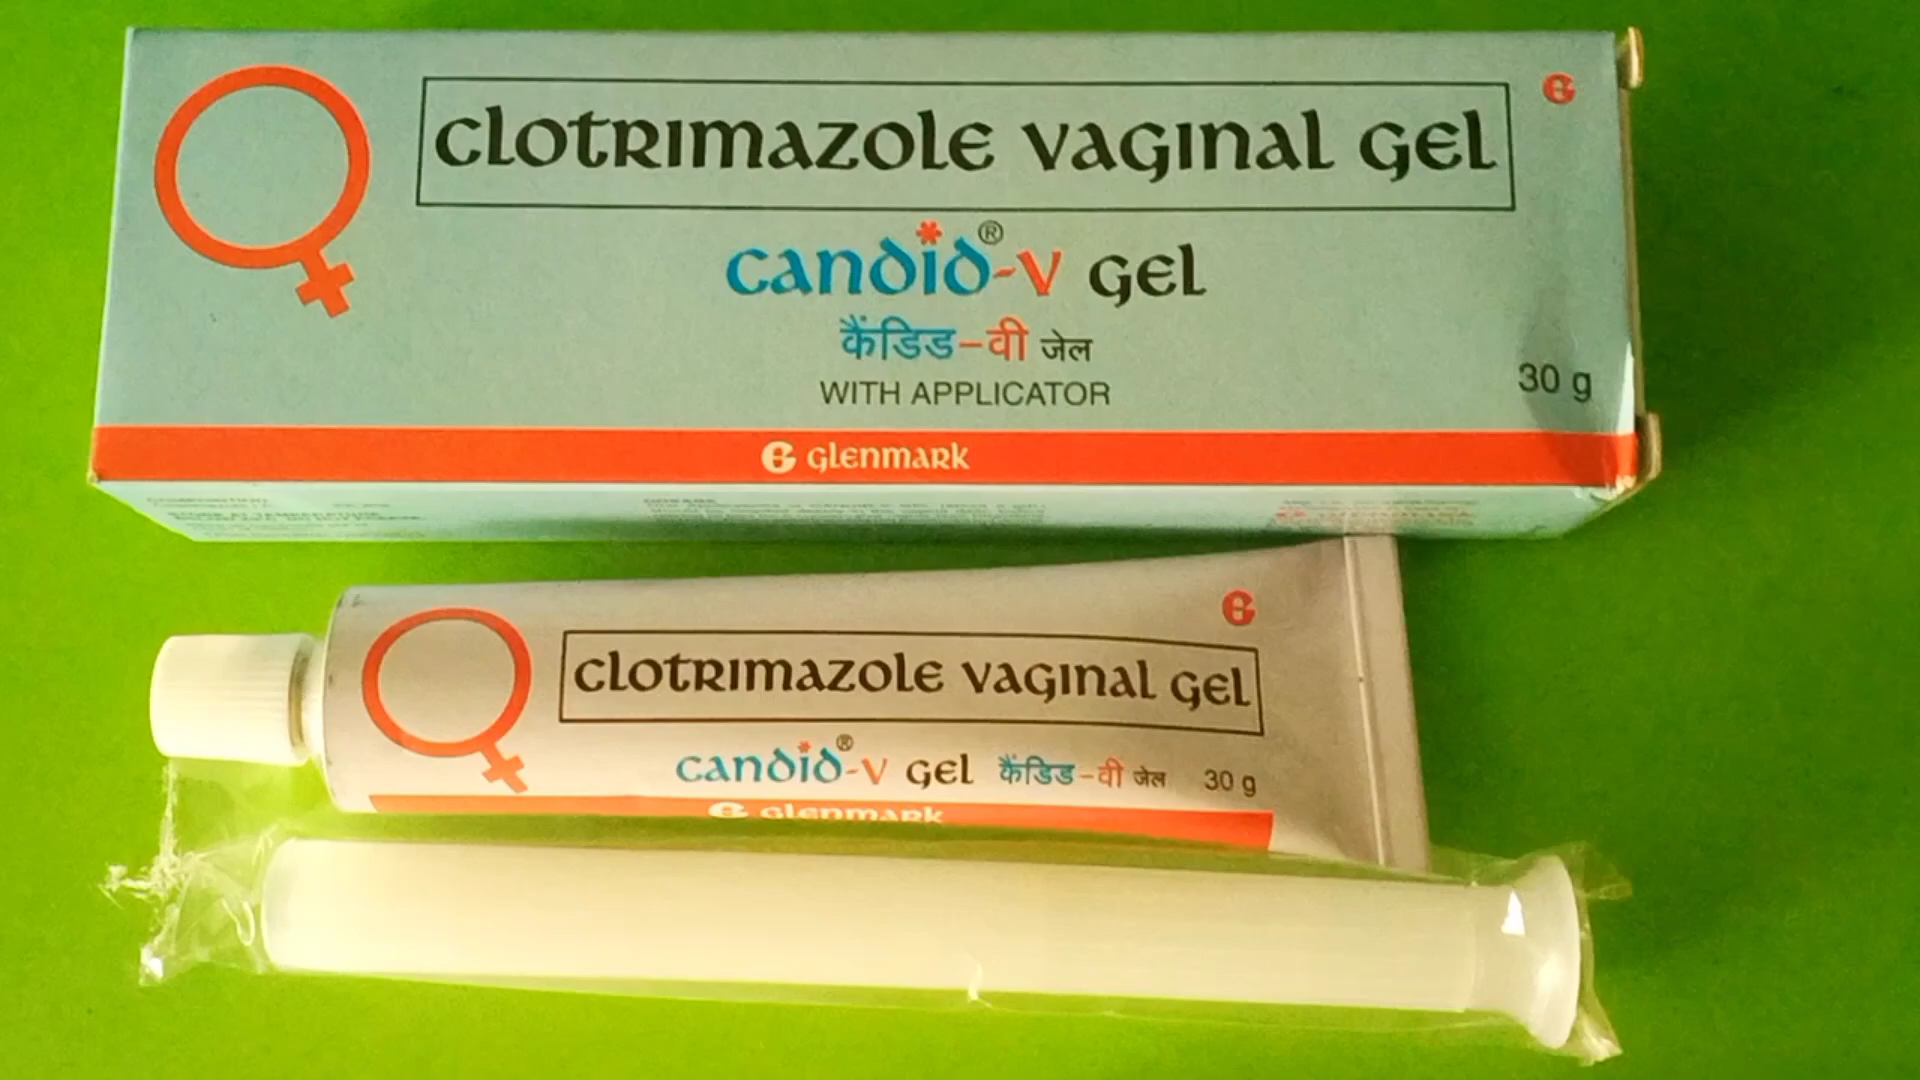 CLOTRIMAZOLE VAGINAL GEL
CANDID®-V GEL
कैंडिड-वी जेल
WITH APPLICATOR
30 g
GLENMARK
CLOTRIMAZOLE VAGINAL GEL
CANDID®-V GEL कैंडिड-वी जेल 30 g
GLENMARK